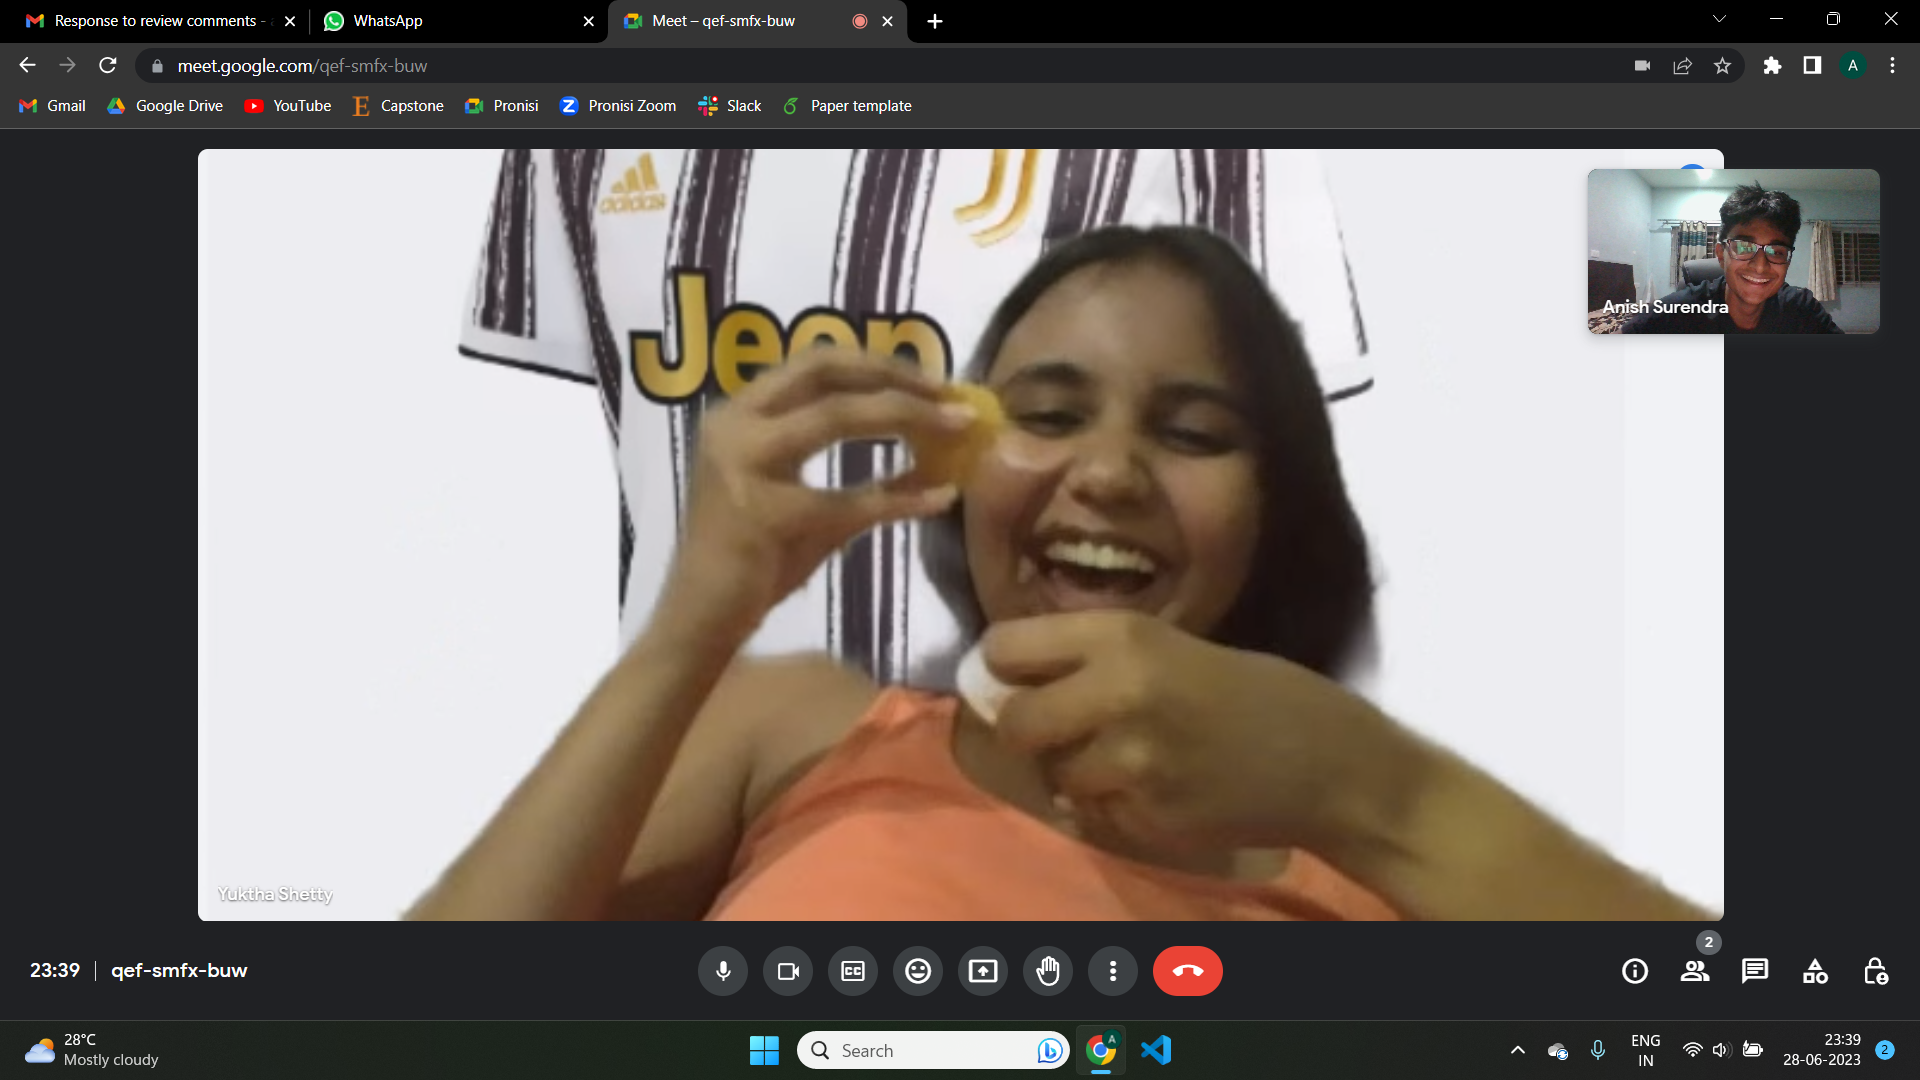 Response to review comments -
WhatsApp
Meet – qef-smfx-buw
meet.google.com/qef-smfx-buw
A
Gmail
Google Drive
YouTube
Capstone
Pronisi
Pronisi Zoom
Slack
Paper template
adidas
Jeep
Anish Surendra
Yuktha Shetty
23:39
qef-smfx-buw
CC
2
28°C
Mostly cloudy
Search
A
ENG
IN
23:39
28-06-2023
2